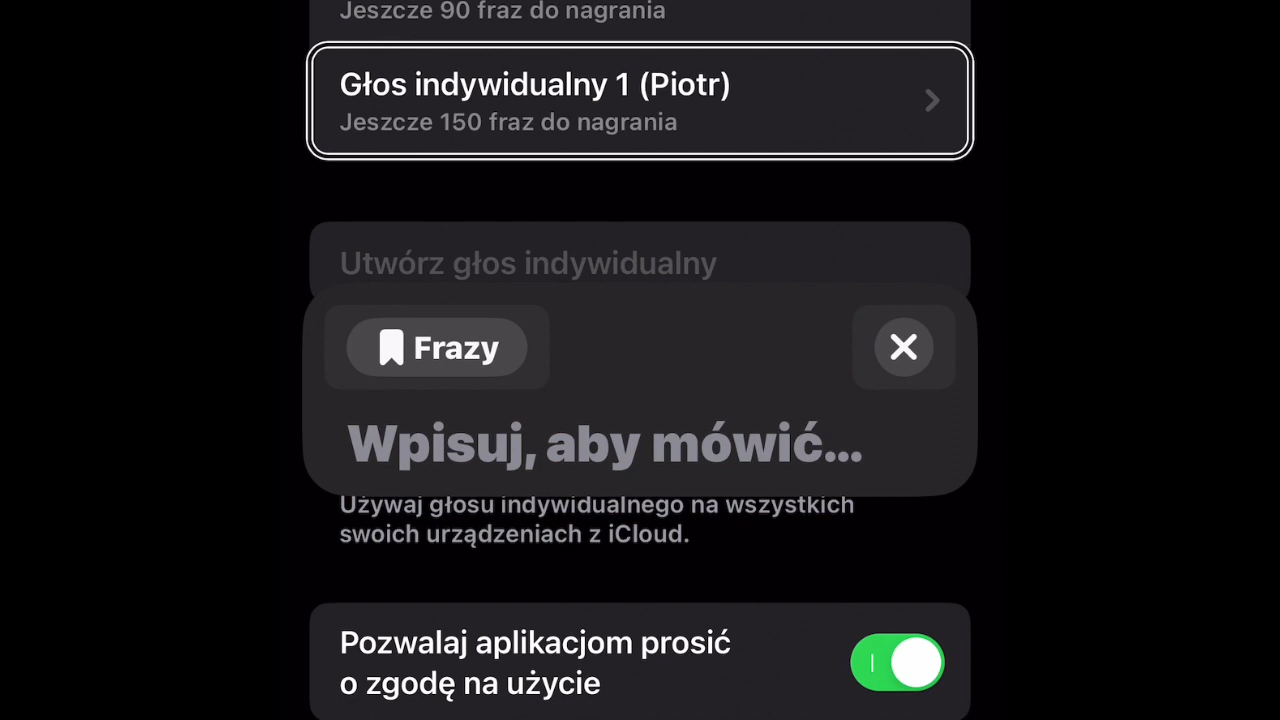 Jeszcze 90 fraz do nagrania
Głos indywidualny 1 (Piotr)
Jeszcze 150 fraz do nagrania
Utwórz głos indywidualny
Frazy
Wpisuj, aby mówić...
Używaj głosu indywidualnego na wszystkich
swoich urządzeniach z iCloud.
Pozwalaj aplikacjom prosić
o zgodę na użycie